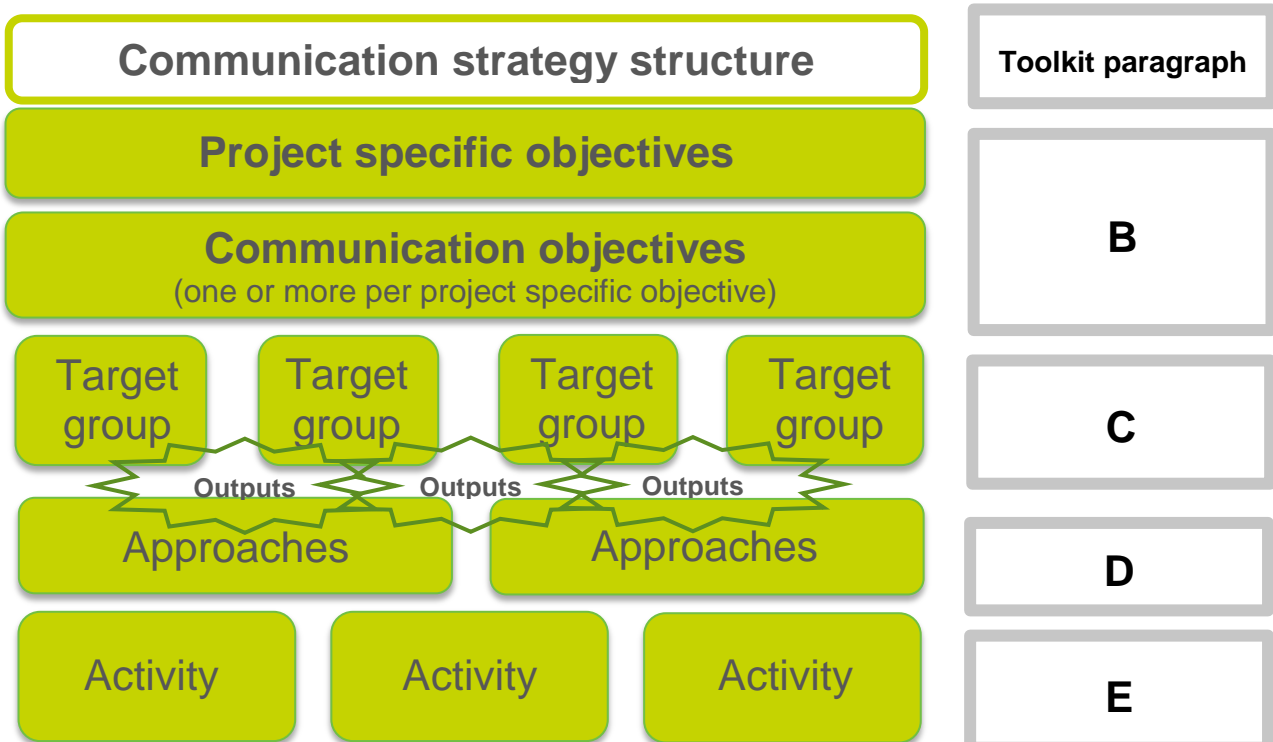 Communication strategy structure
Toolkit paragraph
Project specific objectives
Communication objectives
(one or more per project specific objective)
B
Target
group
Target
group
Target
group
Target
group
C
Outputs
Outputs
Outputs
Approaches
Approaches
D
Activity
Activity
Activity
E